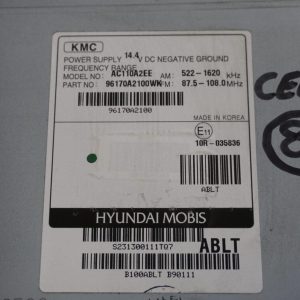 KMC
POWER SUPPLY 14.4 V DC NEGATIVE GROUND
FREQUENCY RANGE
MODEL NO: AC110A2EE AM: 522-1620 KHz
PART NO : 96170A2100WK FM: 87.5-108.0 MHz
96170A2100
MADE IN KOREA
E11
10R-035836
ABLT
HYUNDAI MOBIS
S231300111TQ7 ABLT
B100ABLT B90111
8